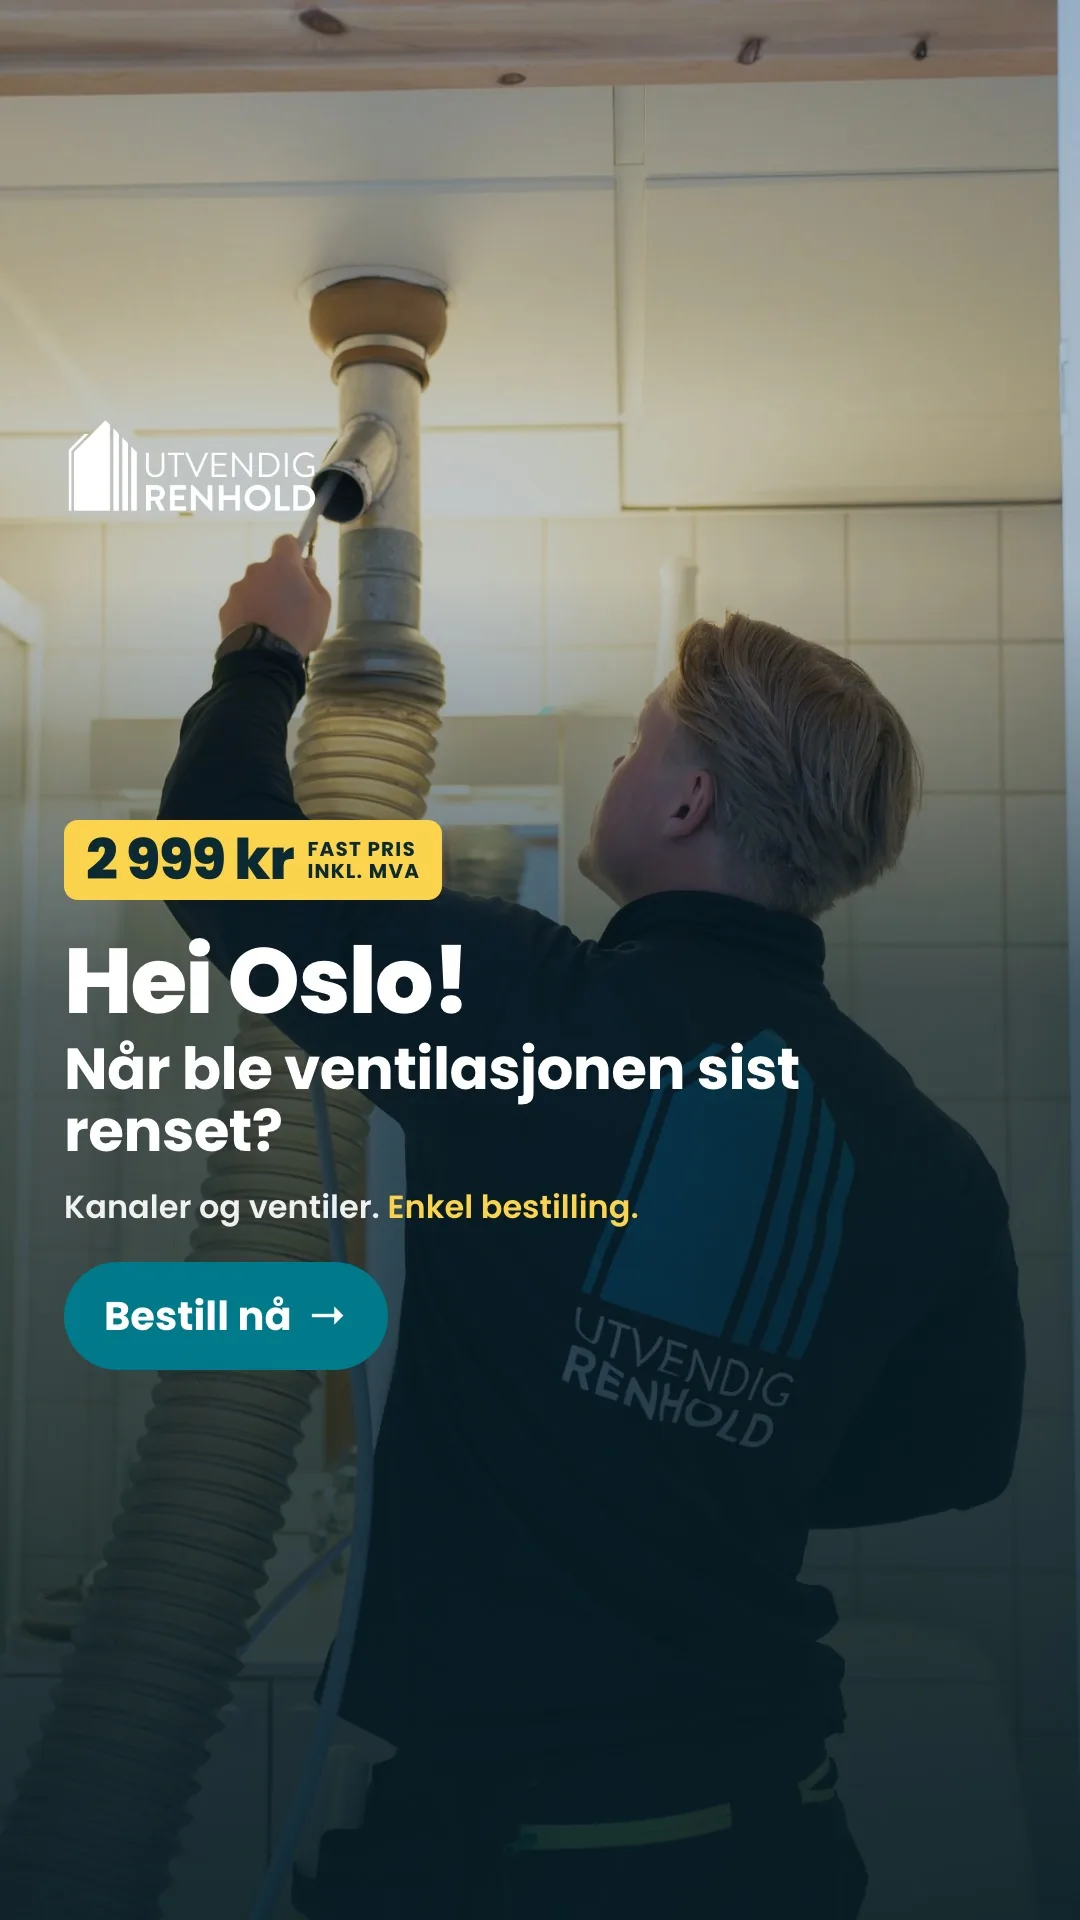 UTVENDIG
RENHOLD
2 999 kr
FAST PRIS
INKL. MVA
Hei Oslo!
Når ble ventilasjonen sist
renset?
Kanaler og ventiler. Enkel bestilling.
Bestill nå →
UTVENDIG
RENHOLD